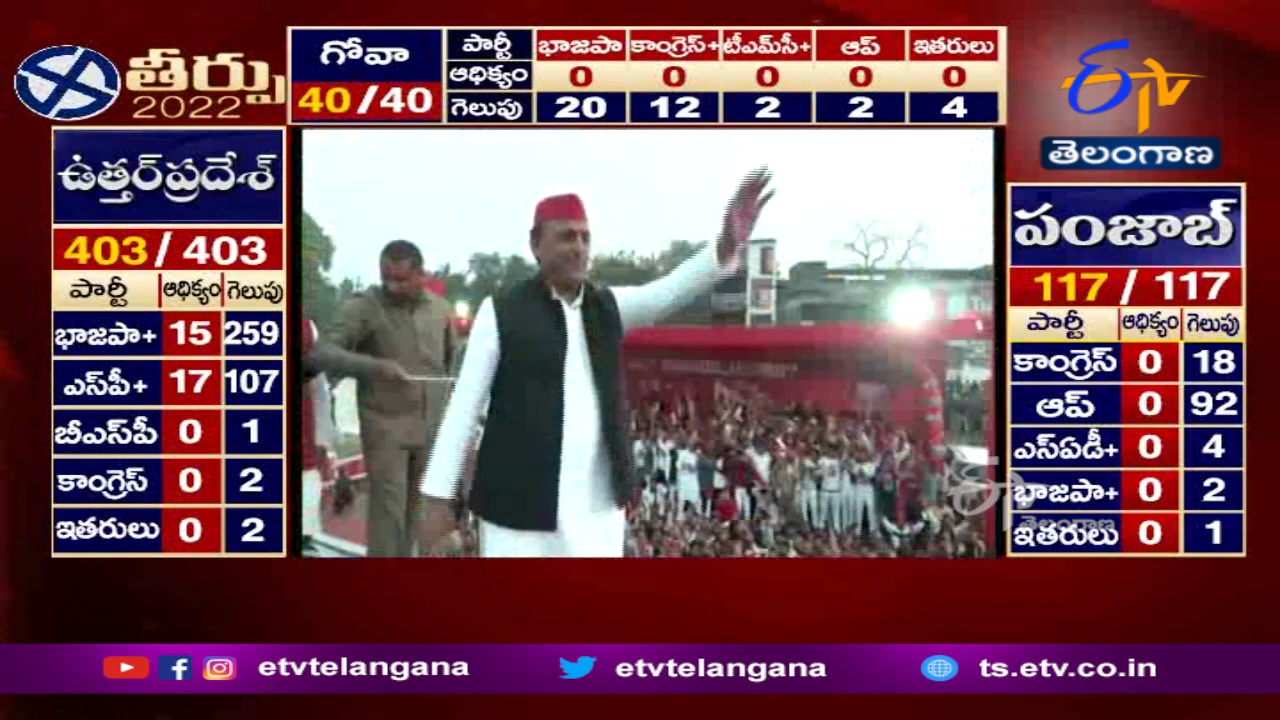 తీర్పు
2022
గోవా
40/40
పార్టీ భాజపా కాంగ్రెస్+ టీఎమ్‌సీ+ ఆప్ ఇతరులు
ఆధిక్యం 0 0 0 0 0
గెలుపు 20 12 2 2 4
ETV
తెలంగాణ
ఉత్తర్‌ప్రదేశ్
403/403
పార్టీ ఆధిక్యం గెలుపు
భాజపా+ 15 259
ఎస్‌పీ+ 17 107
బీఎస్‌పీ 0 1
కాంగ్రెస్ 0 2
ఇతరులు 0 2
పంజాబ్
117/117
పార్టీ ఆధిక్యం గెలుపు
కాంగ్రెస్ 0 18
ఆప్ 0 92
ఎస్ఏడీ+ 0 4
భాజపా+ 0 2
ఇతరులు 0 1
తెలంగాణ
etvtelangana etvtelangana ts.etv.co.in